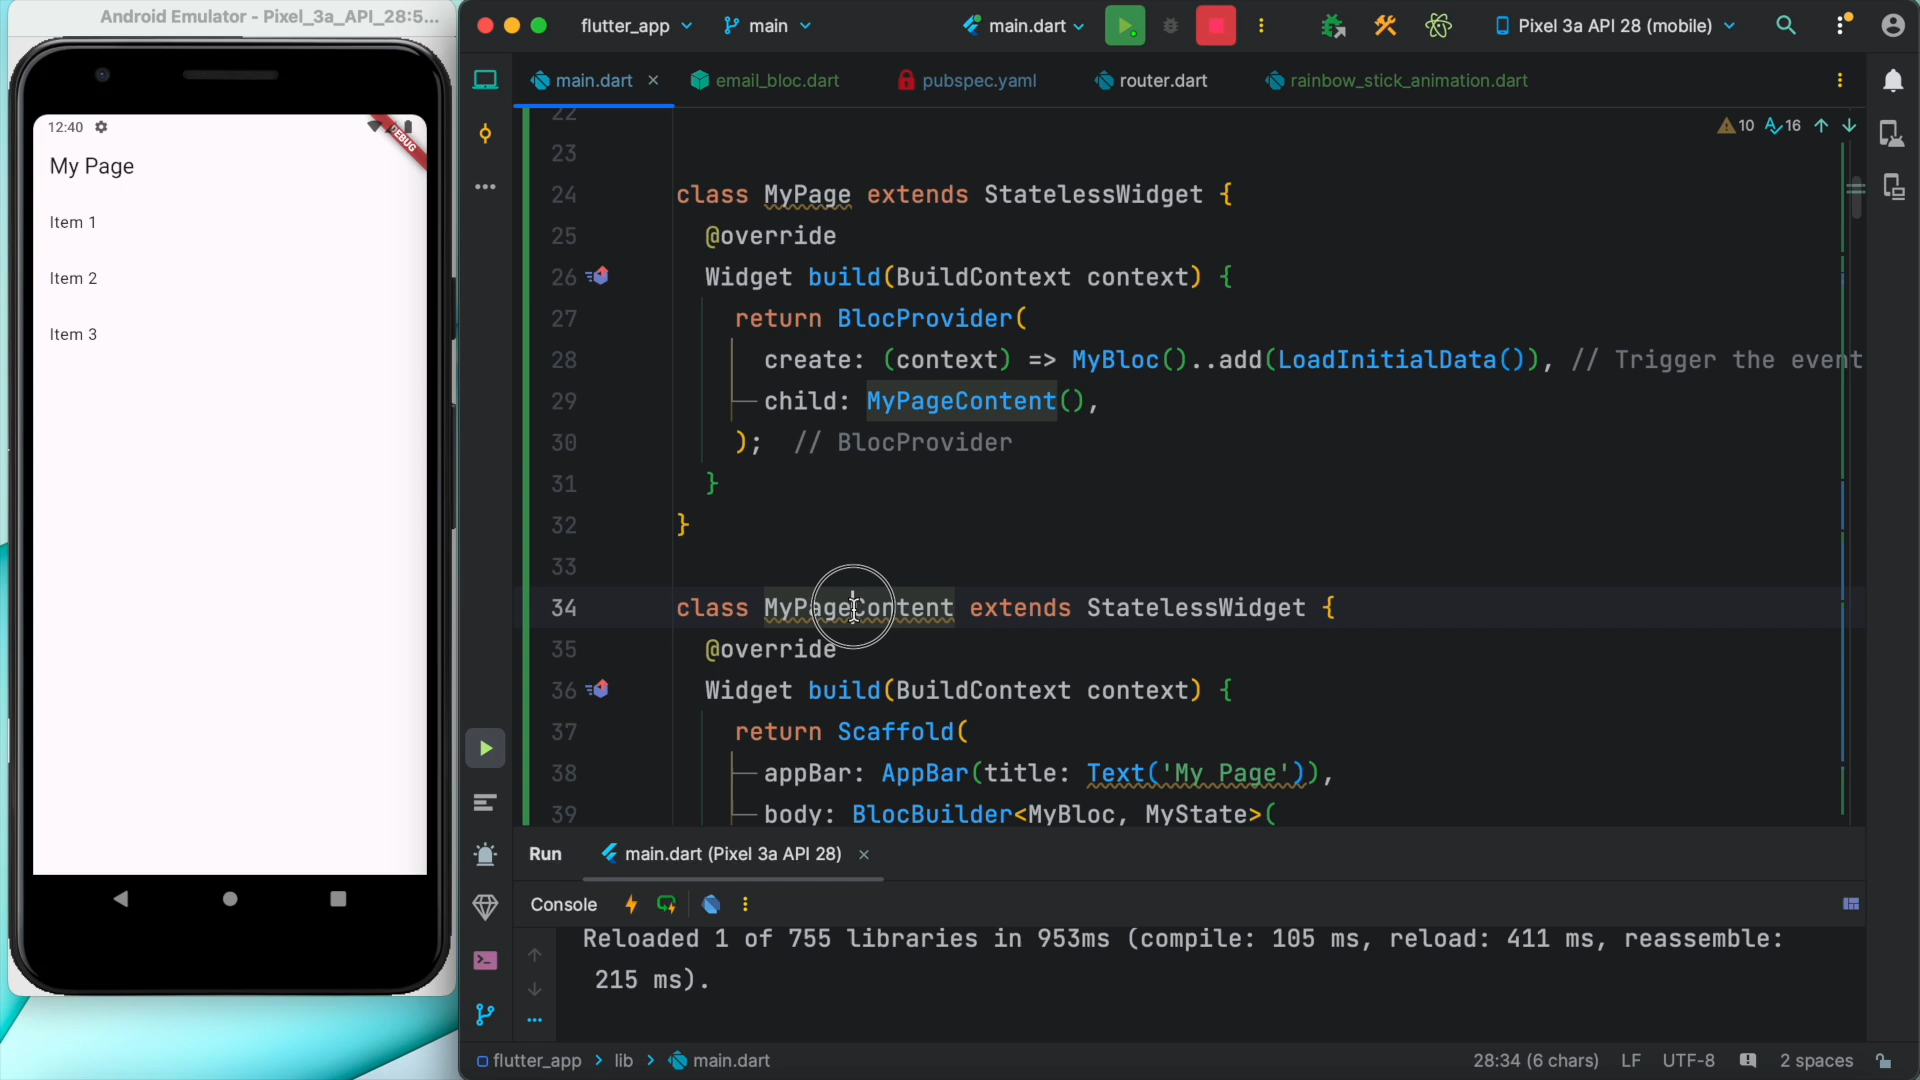 Android Emulator - Pixel_3a_API_28:5...
12:40
DEBUG
My Page
Item 1
Item 2
Item 3
flutter_app
main
main.dart
Pixel 3a API 28 (mobile)
main.dart
email_bloc.dart
pubspec.yaml
router.dart
rainbow_stick_animation.dart
10
16
22
23
24 class MyPage extends StatelessWidget {
25 @override
26 Widget build(BuildContext context) {
27 return BlocProvider(
28 create: (context) => MyBloc()..add(LoadInitialData()), // Trigger the event
29 child: MyPageContent(),
30 ); // BlocProvider
31 }
32 }
33
34 class MyPageContent extends StatelessWidget {
35 @override
36 Widget build(BuildContext context) {
37 return Scaffold(
38 appBar: AppBar(title: Text('My Page')),
39 body: BlocBuilder<MyBloc, MyState>(
Run
main.dart (Pixel 3a API 28)
Console
Reloaded 1 of 755 libraries in 953ms (compile: 105 ms, reload: 411 ms, reassemble:
215 ms).
flutter_app > lib > main.dart
28:34 (6 chars)
LF
UTF-8
2 spaces